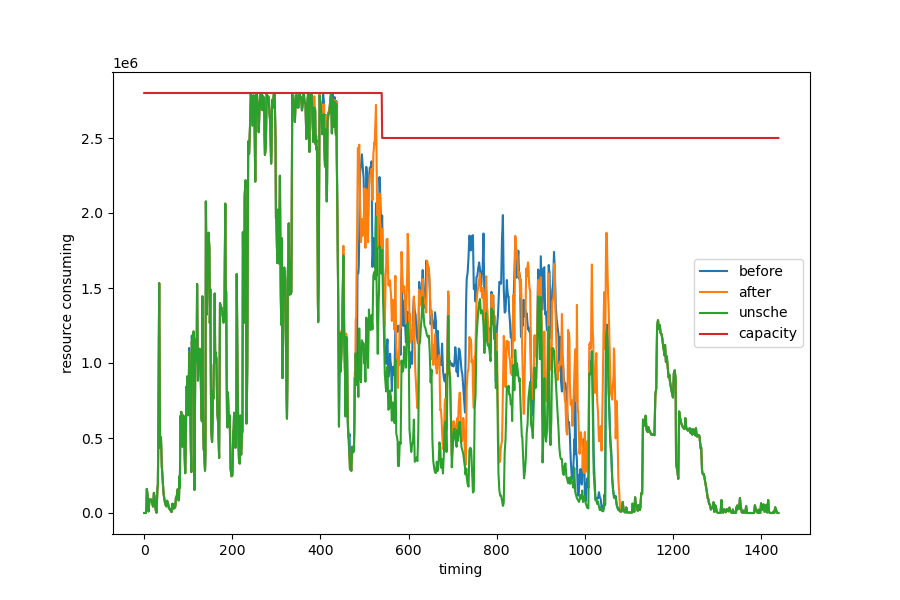 1e6
2.5
2.0
1.5
1.0
0.5
0.0
resource consuming
before
after
unsche
capacity
0 200 400 600 800 1000 1200 1400
timing